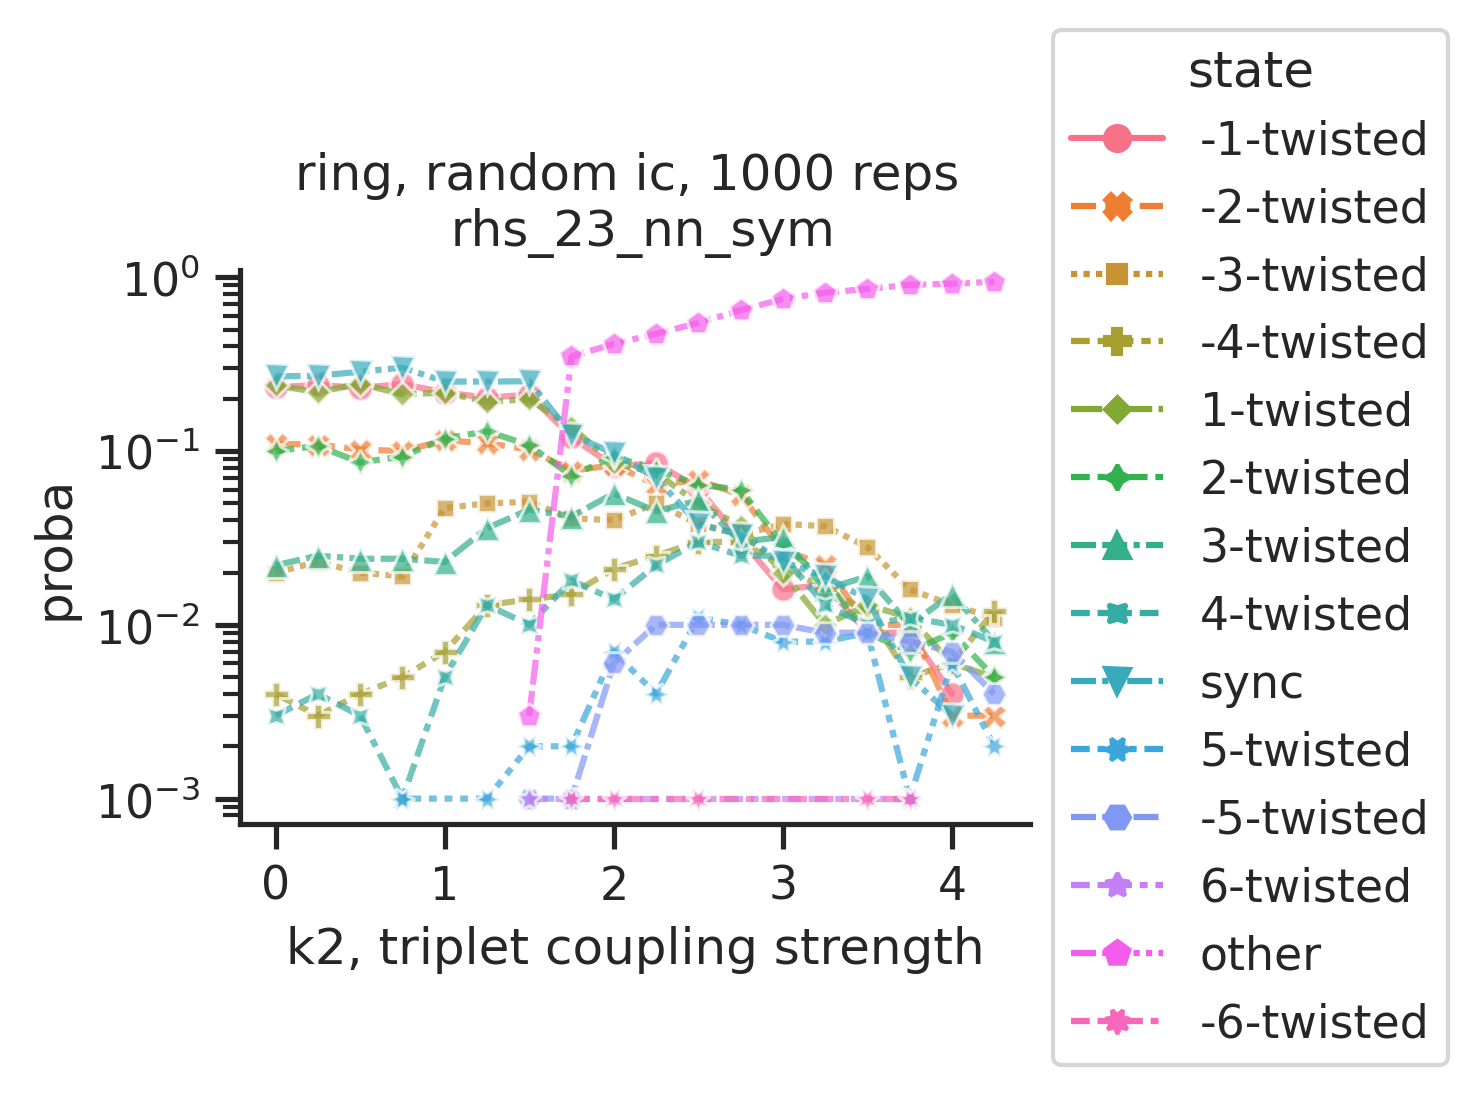 ring, random ic, 1000 reps
rhs_23_nn_sym
proba
10⁰
10⁻¹
10⁻²
10⁻³
0 1 2 3 4
k2, triplet coupling strength
state
-1-twisted
-2-twisted
-3-twisted
-4-twisted
1-twisted
2-twisted
3-twisted
4-twisted
sync
5-twisted
-5-twisted
6-twisted
other
-6-twisted